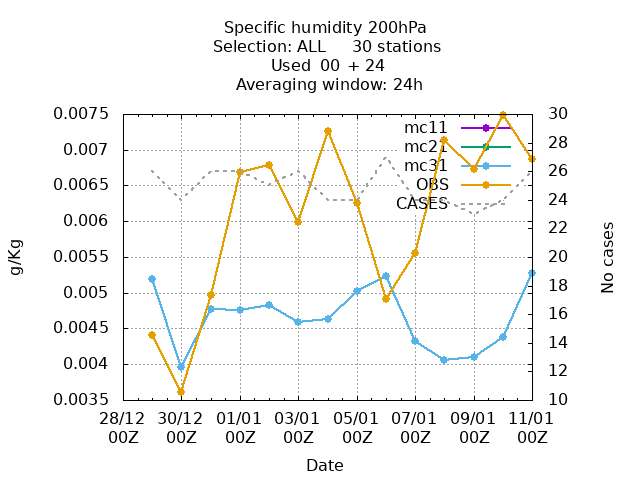 Specific humidity 200hPa
Selection: ALL     30 stations
Used  00  + 24
Averaging window: 24h
0.0075
0.007
0.0065
0.006
0.0055
0.005
0.0045
0.004
0.0035
g/Kg
mc11
mc21
mc31
OBS
CASES
30
28
26
24
22
20
18
16
14
12
10
No cases
28/12 30/12 01/01 03/01 05/01 07/01 09/01 11/01
00Z 00Z 00Z 00Z 00Z 00Z 00Z 00Z
Date